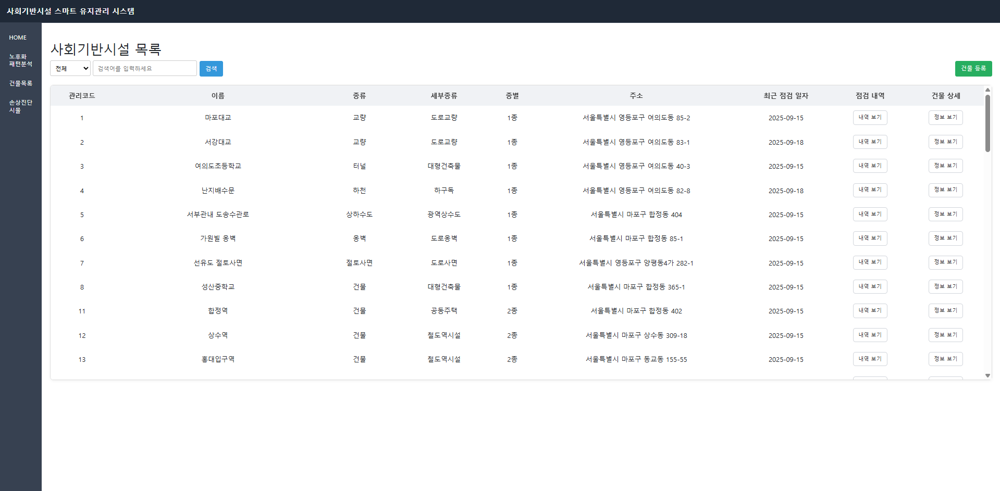 사회기반시설 스마트 유지관리 시스템
HOME
노후화
패턴분석
건물목록
손상진단
시뮬
사회기반시설 목록
전체 검색어를 입력하세요 검색 건물 등록
관리코드 이름 종류 세부종류 종별 주소 최근 점검 일자 점검 내역 건물 상세
1 마포대교 교량 도로교량 1종 서울특별시 영등포구 여의도동 85-2 2025-09-15 내역 보기 정보 보기
2 서강대교 교량 도로교량 1종 서울특별시 영등포구 여의도동 83-1 2025-09-18 내역 보기 정보 보기
3 여의도초등학교 터널 대형건축물 1종 서울특별시 영등포구 여의도동 40-3 2025-09-15 내역 보기 정보 보기
4 난지배수문 하천 하구둑 1종 서울특별시 영등포구 여의도동 82-8 2025-09-18 내역 보기 정보 보기
5 서부관내 도송수관로 상하수도 광역상수도 1종 서울특별시 마포구 합정동 404 2025-09-15 내역 보기 정보 보기
6 가원빌 옹벽 옹벽 도로옹벽 1종 서울특별시 마포구 합정동 85-1 2025-09-15 내역 보기 정보 보기
7 선유도 절토사면 절토사면 도로사면 1종 서울특별시 영등포구 양평동4가 282-1 2025-09-15 내역 보기 정보 보기
8 성산중학교 건물 대형건축물 1종 서울특별시 마포구 합정동 365-1 2025-09-15 내역 보기 정보 보기
11 합정역 건물 공동주택 2종 서울특별시 마포구 합정동 402 2025-09-15 내역 보기 정보 보기
12 상수역 건물 철도역시설 2종 서울특별시 마포구 상수동 309-18 2025-09-15 내역 보기 정보 보기
13 홍대입구역 건물 철도역시설 2종 서울특별시 마포구 동교동 155-55 2025-09-15 내역 보기 정보 보기